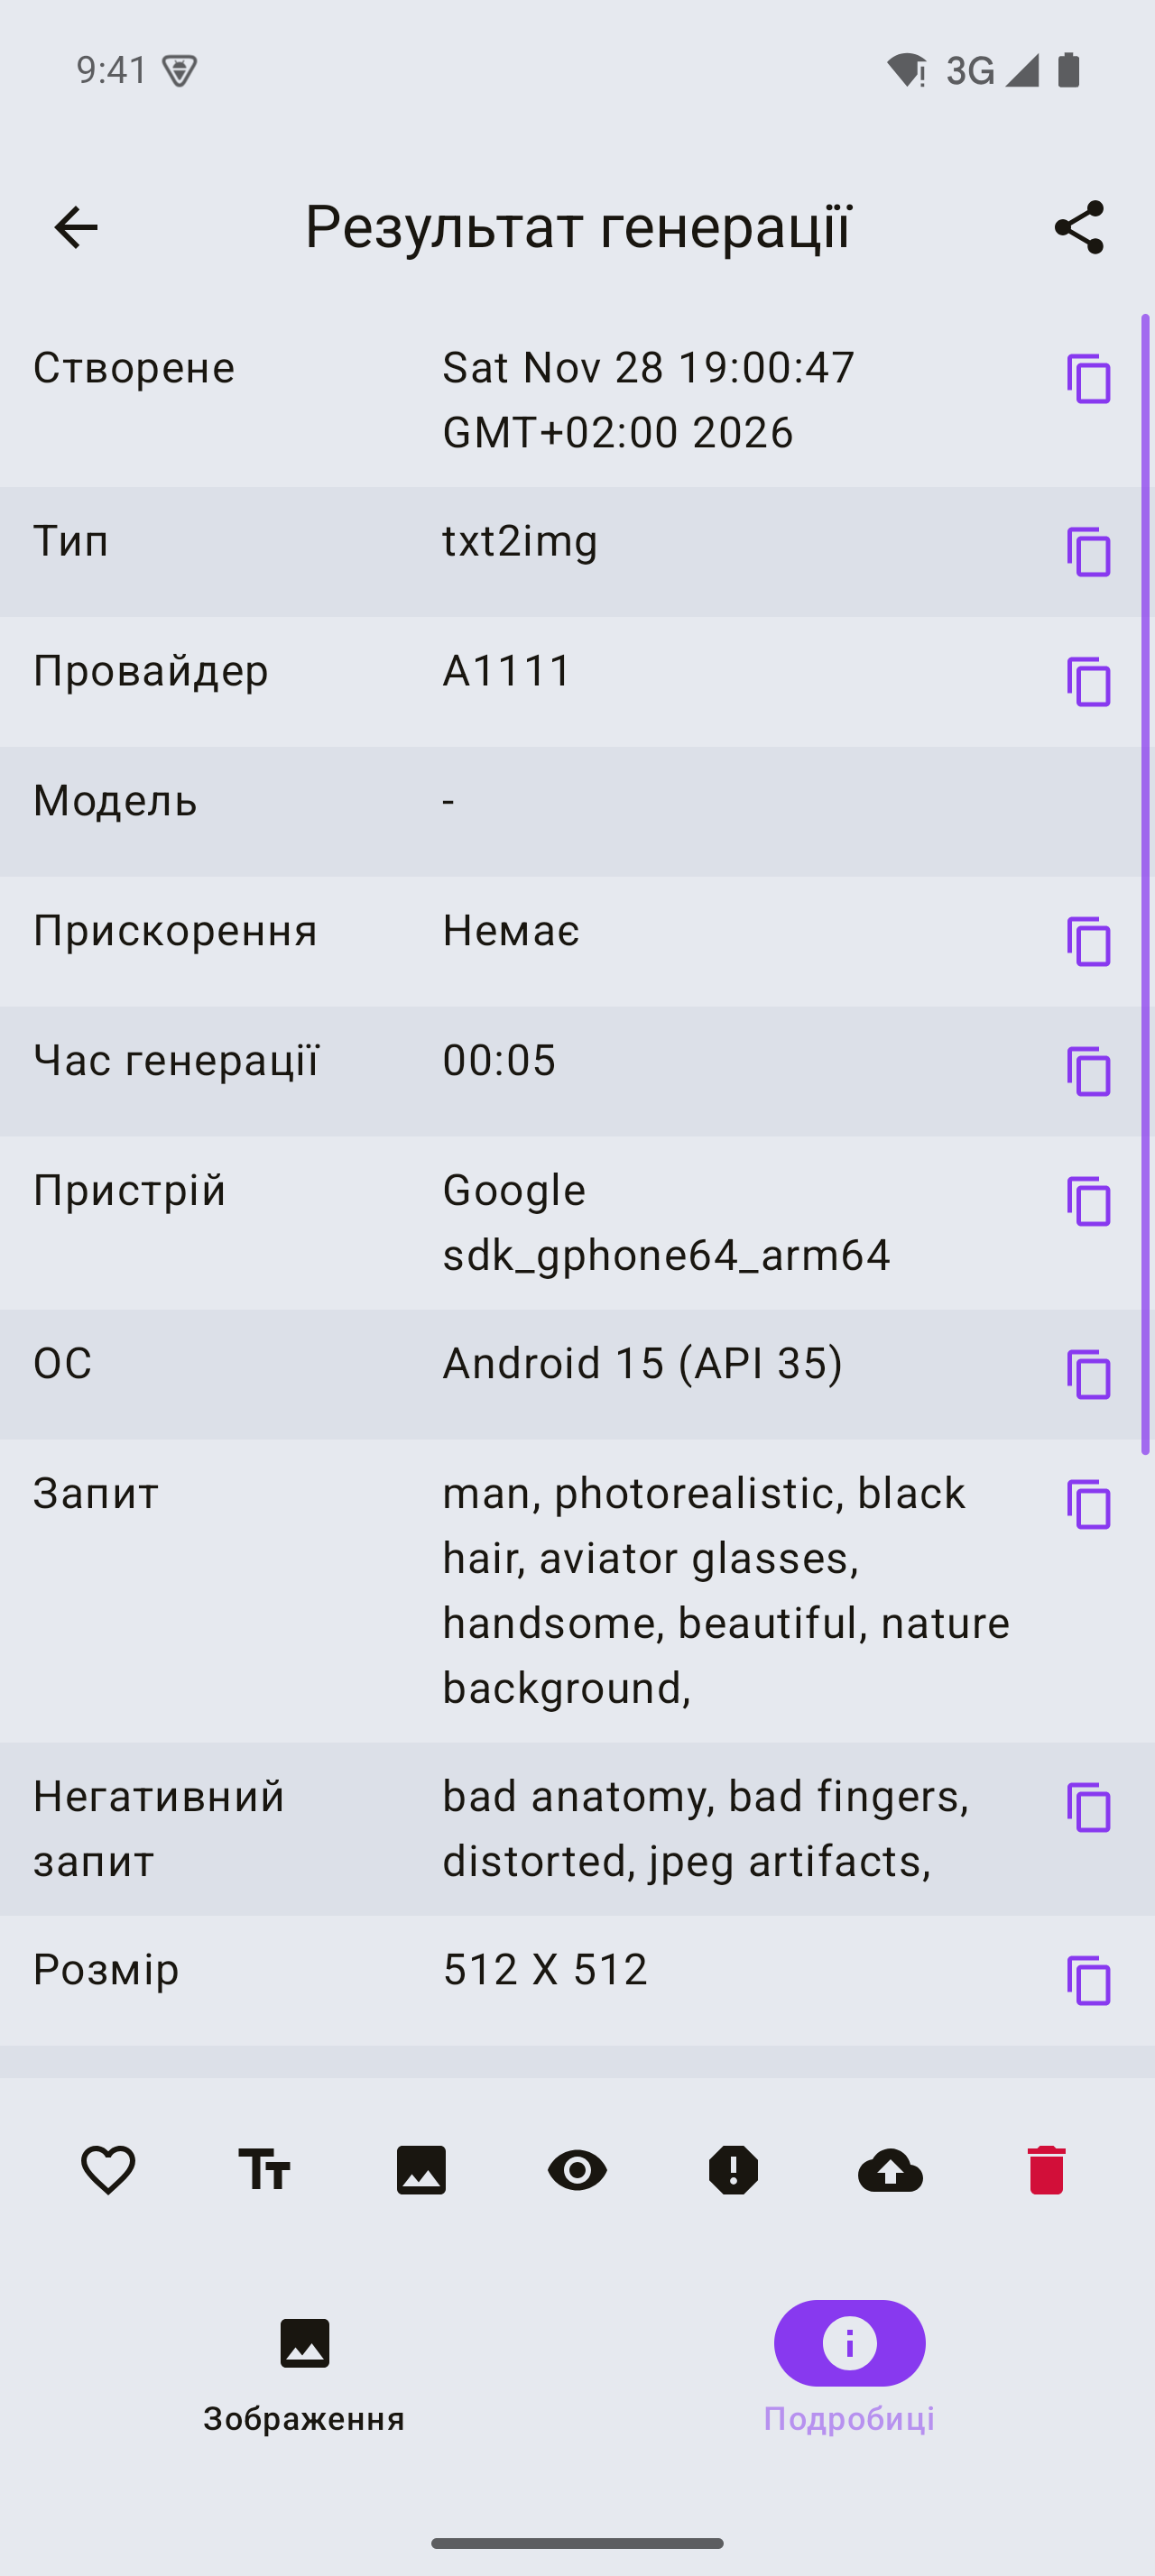 9:41
3G
Результат генерації
Створене
Sat Nov 28 19:00:47
GMT+02:00 2026
Тип
txt2img
Провайдер
A1111
Модель
-
Прискорення
Немає
Час генерації
00:05
Пристрій
Google
sdk_gphone64_arm64
ОС
Android 15 (API 35)
Запит
man, photorealistic, black
hair, aviator glasses,
handsome, beautiful, nature
background,
Негативний
запит
bad anatomy, bad fingers,
distorted, jpeg artifacts,
Розмір
512 X 512
Зображення
Подробиці